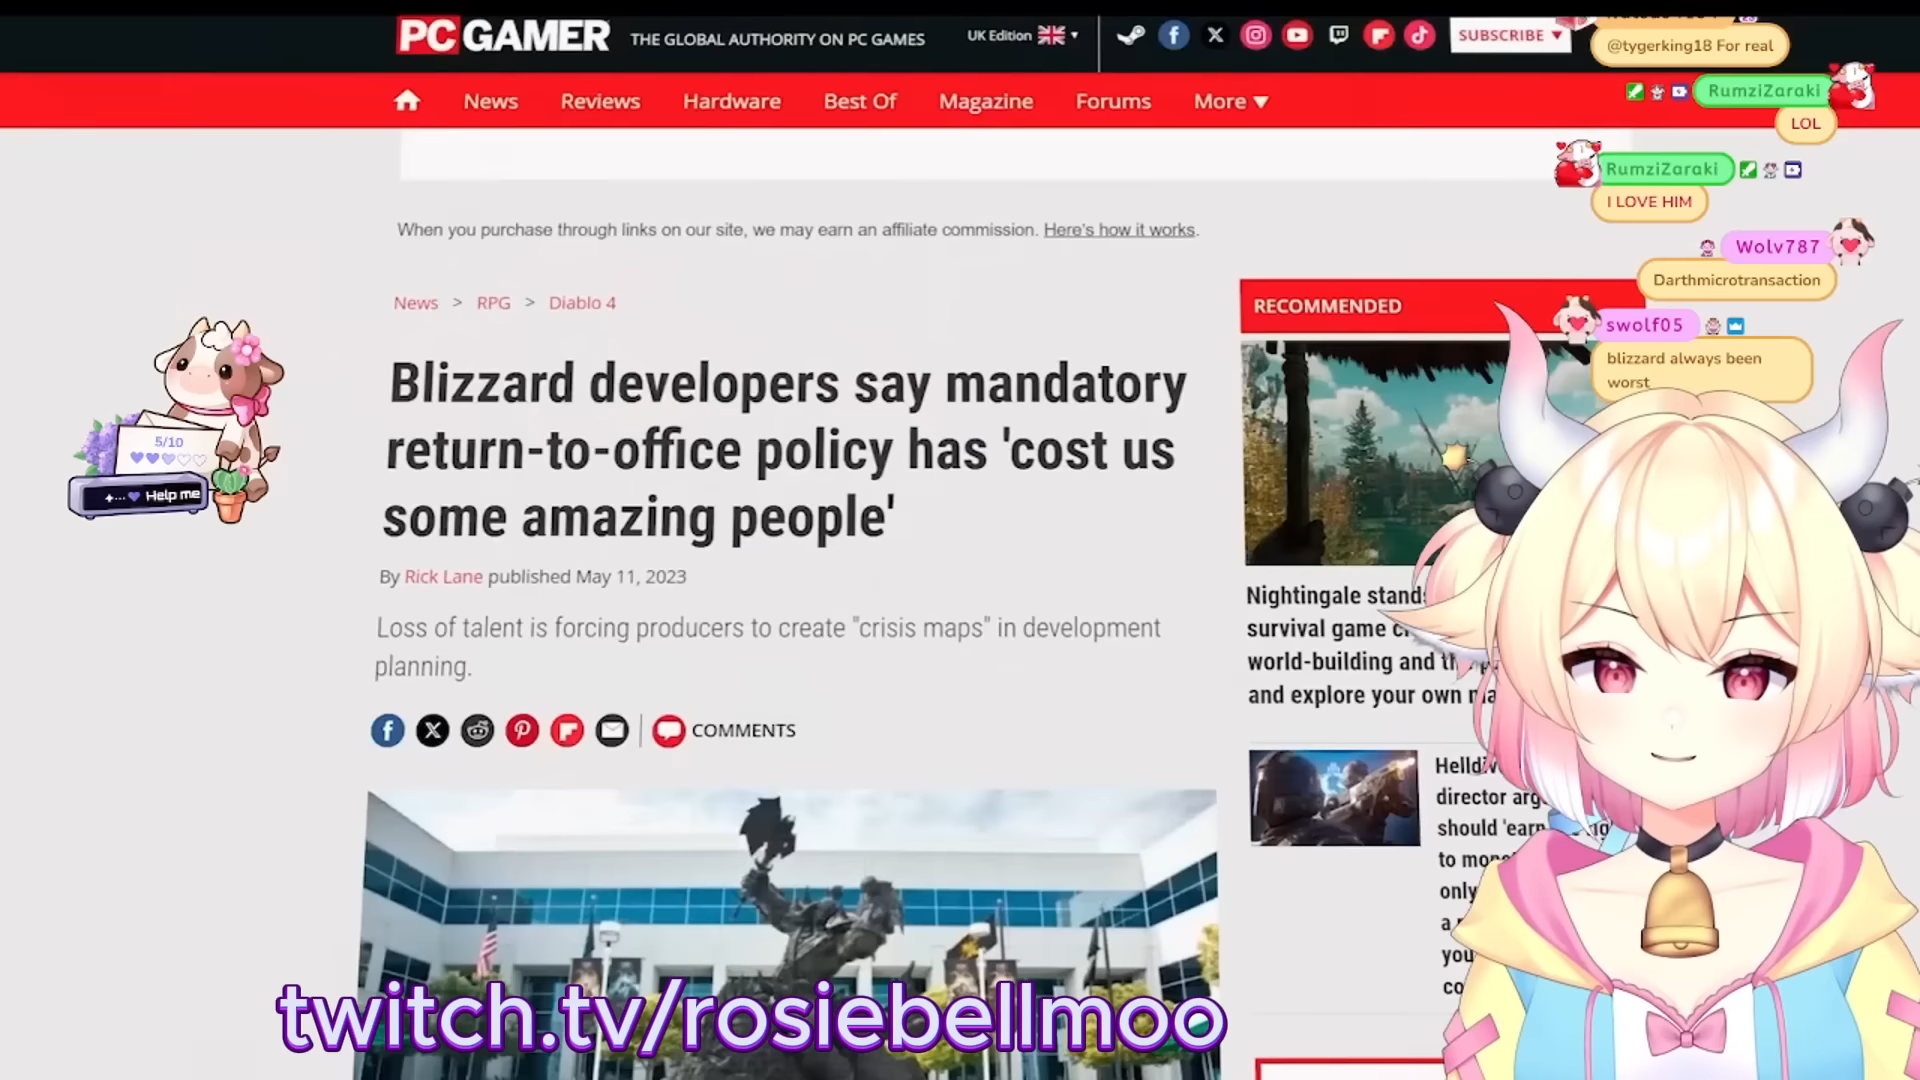 PC GAMER
THE GLOBAL AUTHORITY ON PC GAMES
UK Edition
SUBSCRIBE
@tygerking18 For real
News
Reviews
Hardware
Best Of
Magazine
Forums
More
RumziZaraki
LOL
RumziZaraki
I LOVE HIM
Wolv787
Darthmicrotransaction
swolf05
blizzard always been
worst
When you purchase through links on our site, we may earn an affiliate commission. Here's how it works.
News > RPG > Diablo 4
Blizzard developers say mandatory
return-to-office policy has 'cost us
some amazing people'
By Rick Lane published May 11, 2023
Loss of talent is forcing producers to create "crisis maps" in development
planning.
COMMENTS
5/10
Help me
RECOMMENDED
Nightingale stands
survival game
world-building and
and explore your own
director
should 'earn
only
a
you
twitch.tv/rosiebellmoo